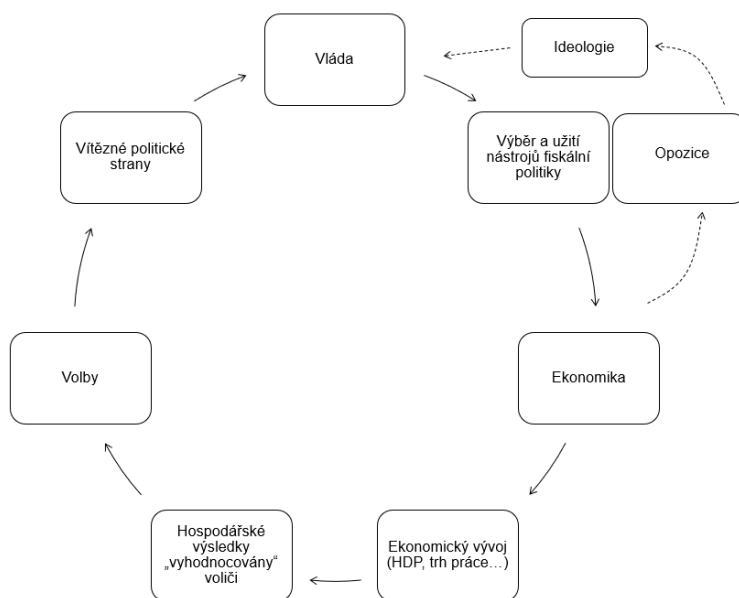 Vláda
Ideologie
Výběr a užití
nástrojů fiskální
politiky
Opozice
Ekonomika
Ekonomický vývoj
(HDP, trh práce…)
Hospodářské
výsledky
„vyhodnocovány“
voliči
Volby
Vítězné politické
strany